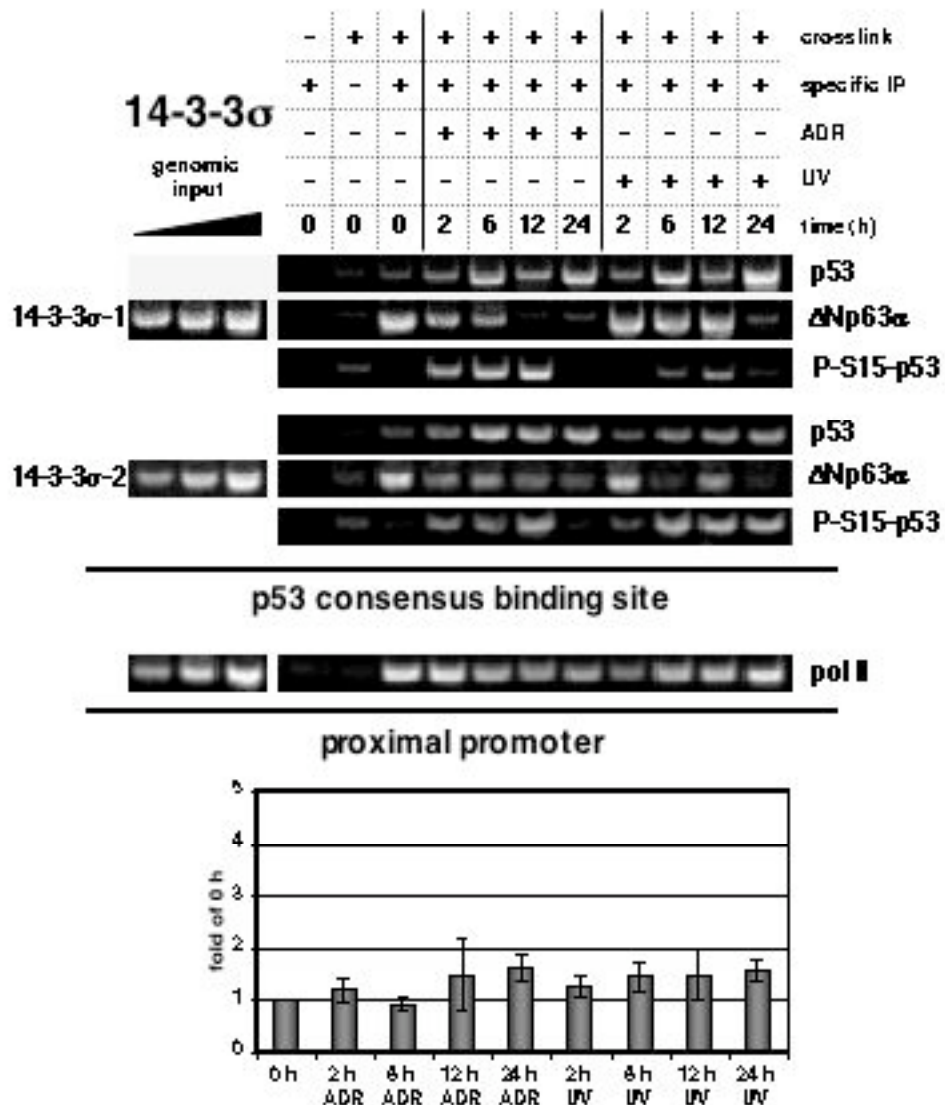 – + + + + + + + + + + crosslink
+ – + + + + + + + + + specific IP
14-3-3σ
– – – + + + + – – – – ADR
genomic
input
– – – – – – – + + + + UV
0 0 0 2 6 12 24 2 6 12 24 time (h)
p53
14-3-3σ-1 ΔNp63α
P-S15-p53
p53
14-3-3σ-2 ΔNp63α
P-S15-p53
p53 consensus binding site
pol II
proximal promoter
5
4
3
2
1
0
fold of 0 h
0 h 2 h 6 h 12 h 24 h 2 h 6 h 12 h 24 h
ADR ADR ADR ADR UV UV UV UV